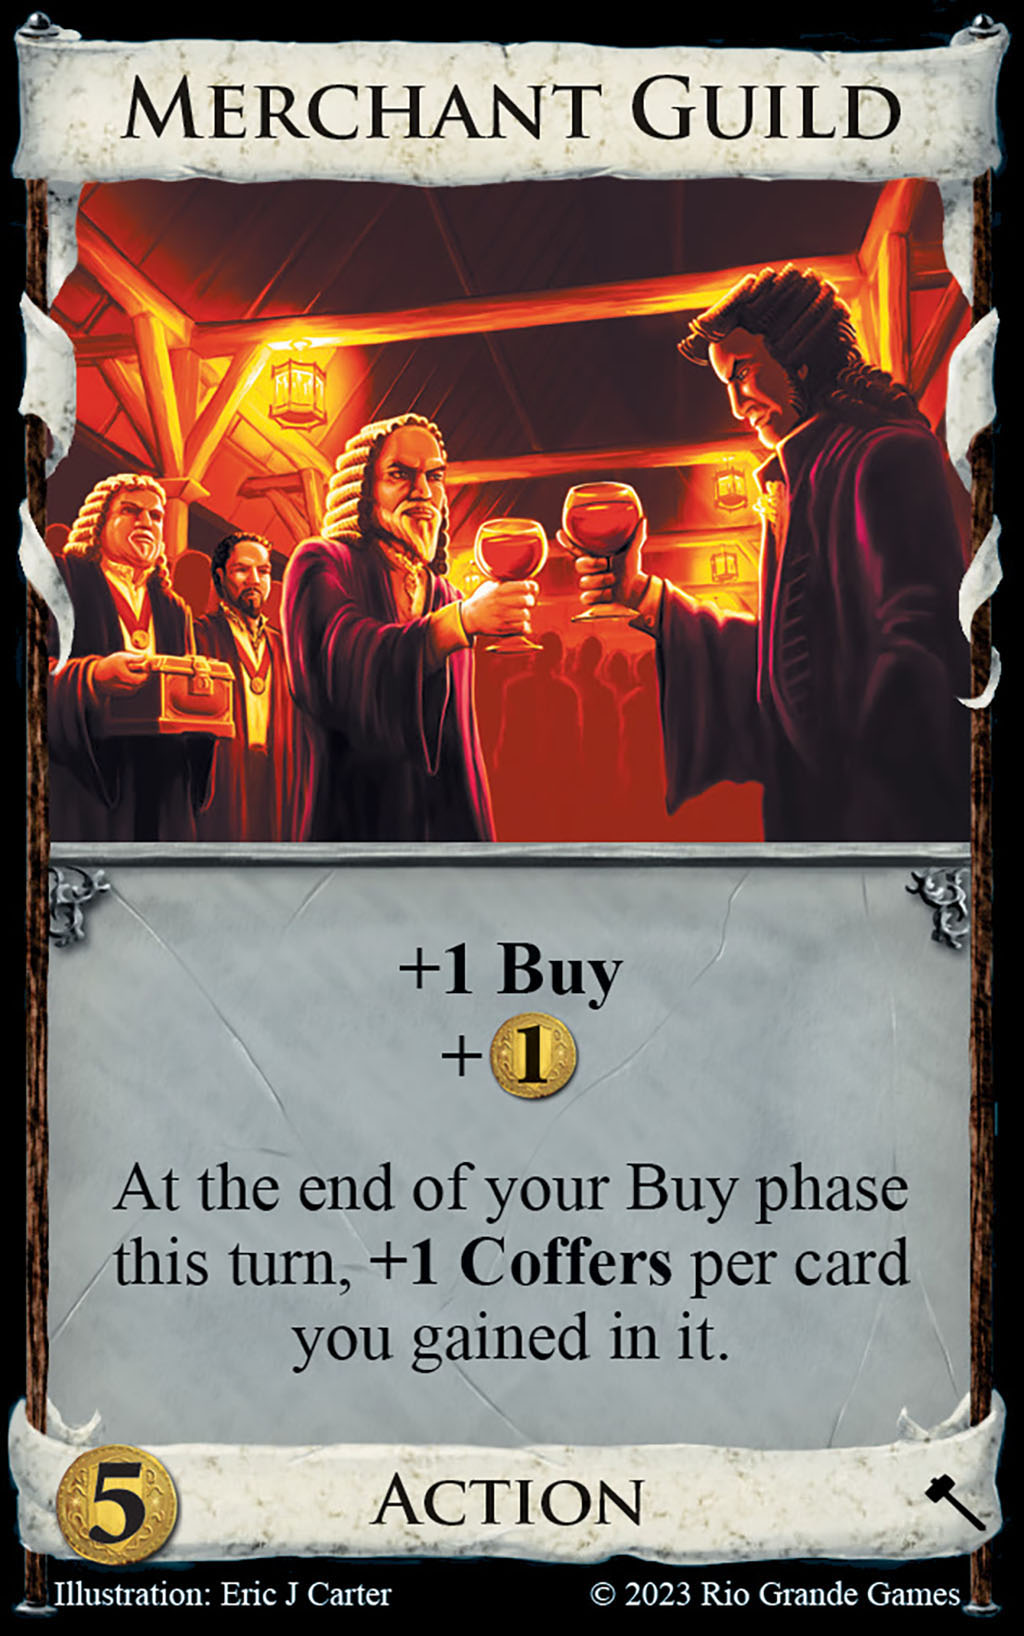 MERCHANT GUILD
+1 Buy
+1
At the end of your Buy phase
this turn, +1 Coffers per card
you gained in it.
5
ACTION
Illustration: Eric J Carter
© 2023 Rio Grande Games